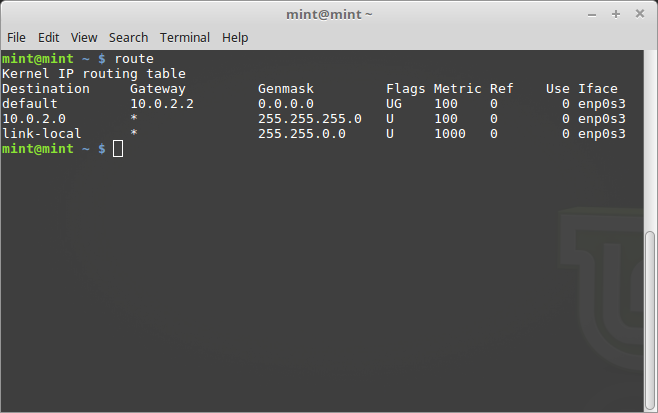 mint@mint ~
File Edit View Search Terminal Help
mint@mint ~ $ route
Kernel IP routing table
Destination     Gateway         Genmask         Flags Metric Ref    Use Iface
default         10.0.2.2        0.0.0.0         UG    100    0        0 enp0s3
10.0.2.0        *               255.255.255.0   U     100    0        0 enp0s3
link-local      *               255.255.0.0     U     1000   0        0 enp0s3
mint@mint ~ $